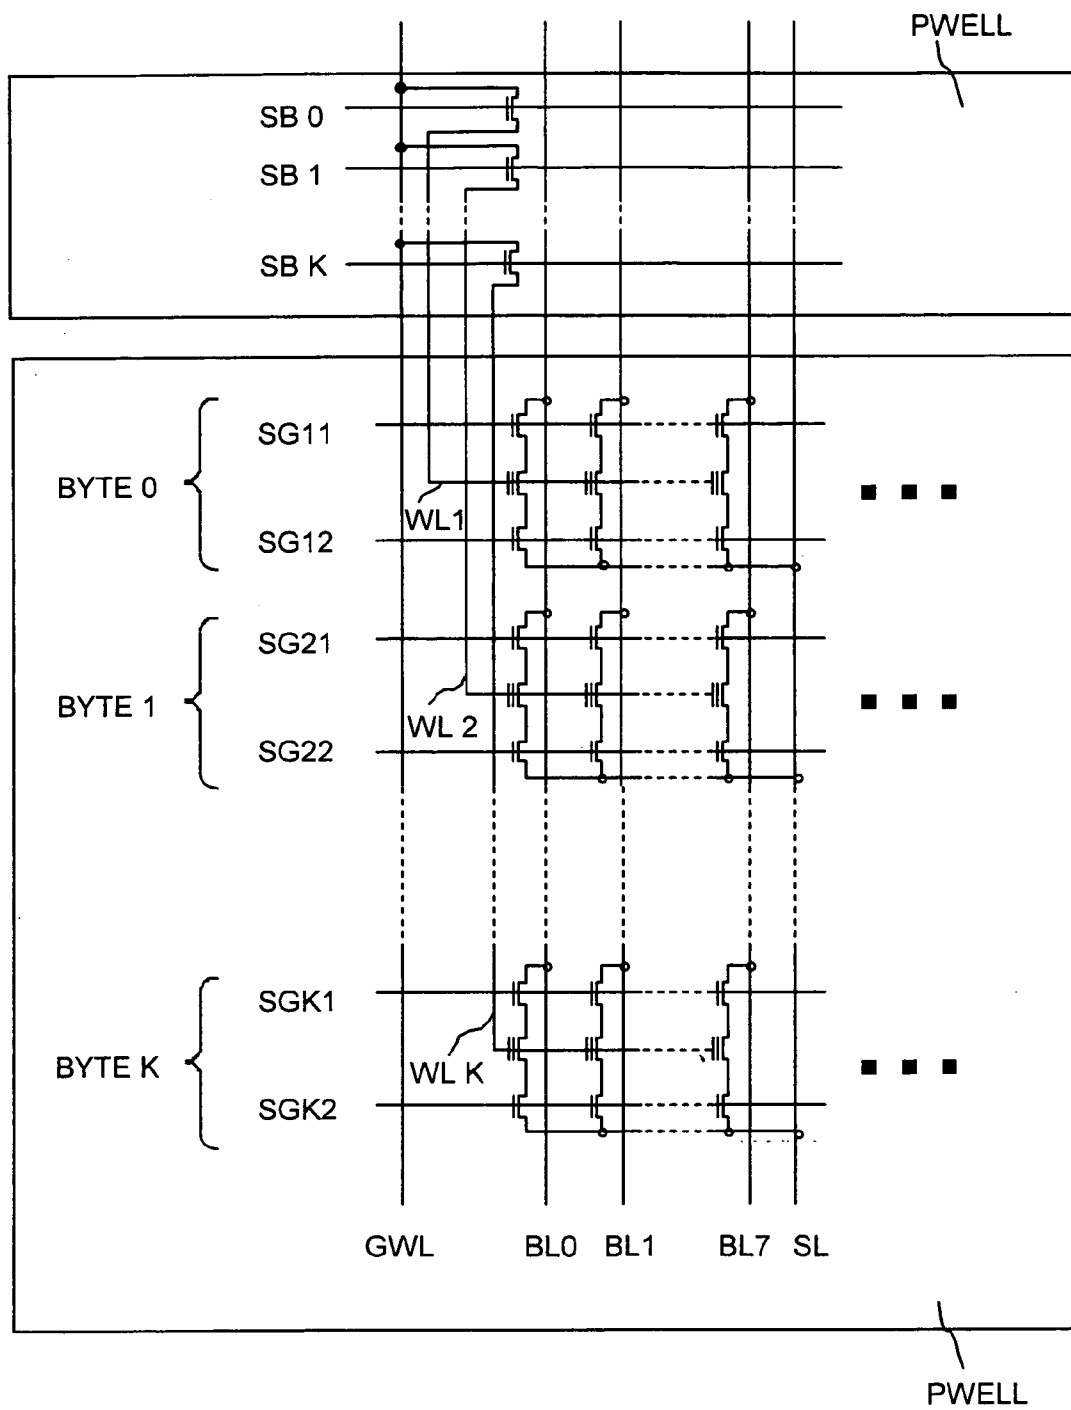 PWELL
SB 0
SB 1
SB K
SG11
BYTE 0
WL1
SG12
SG21
BYTE 1
WL 2
SG22
SGK1
BYTE K
WL K
SGK2
GWL BL0 BL1 BL7 SL
PWELL